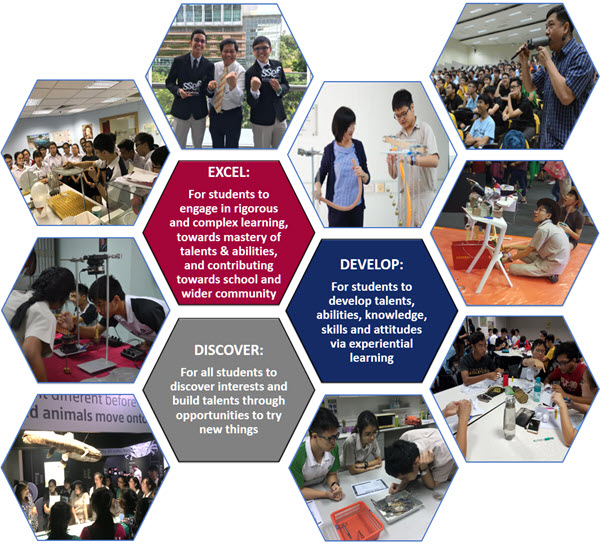 SSEF
SSEF
EXCEL:
For students to
engage in rigorous
and complex learning,
towards mastery of
talents & abilities,
and contributing
towards school and
wider community
DEVELOP:
For students to
develop talents,
abilities, knowledge,
skills and attitudes
via experiential
learning
DISCOVER:
For all students to
discover interests and
build talents through
opportunities to try
new things
different before
d animals move onto